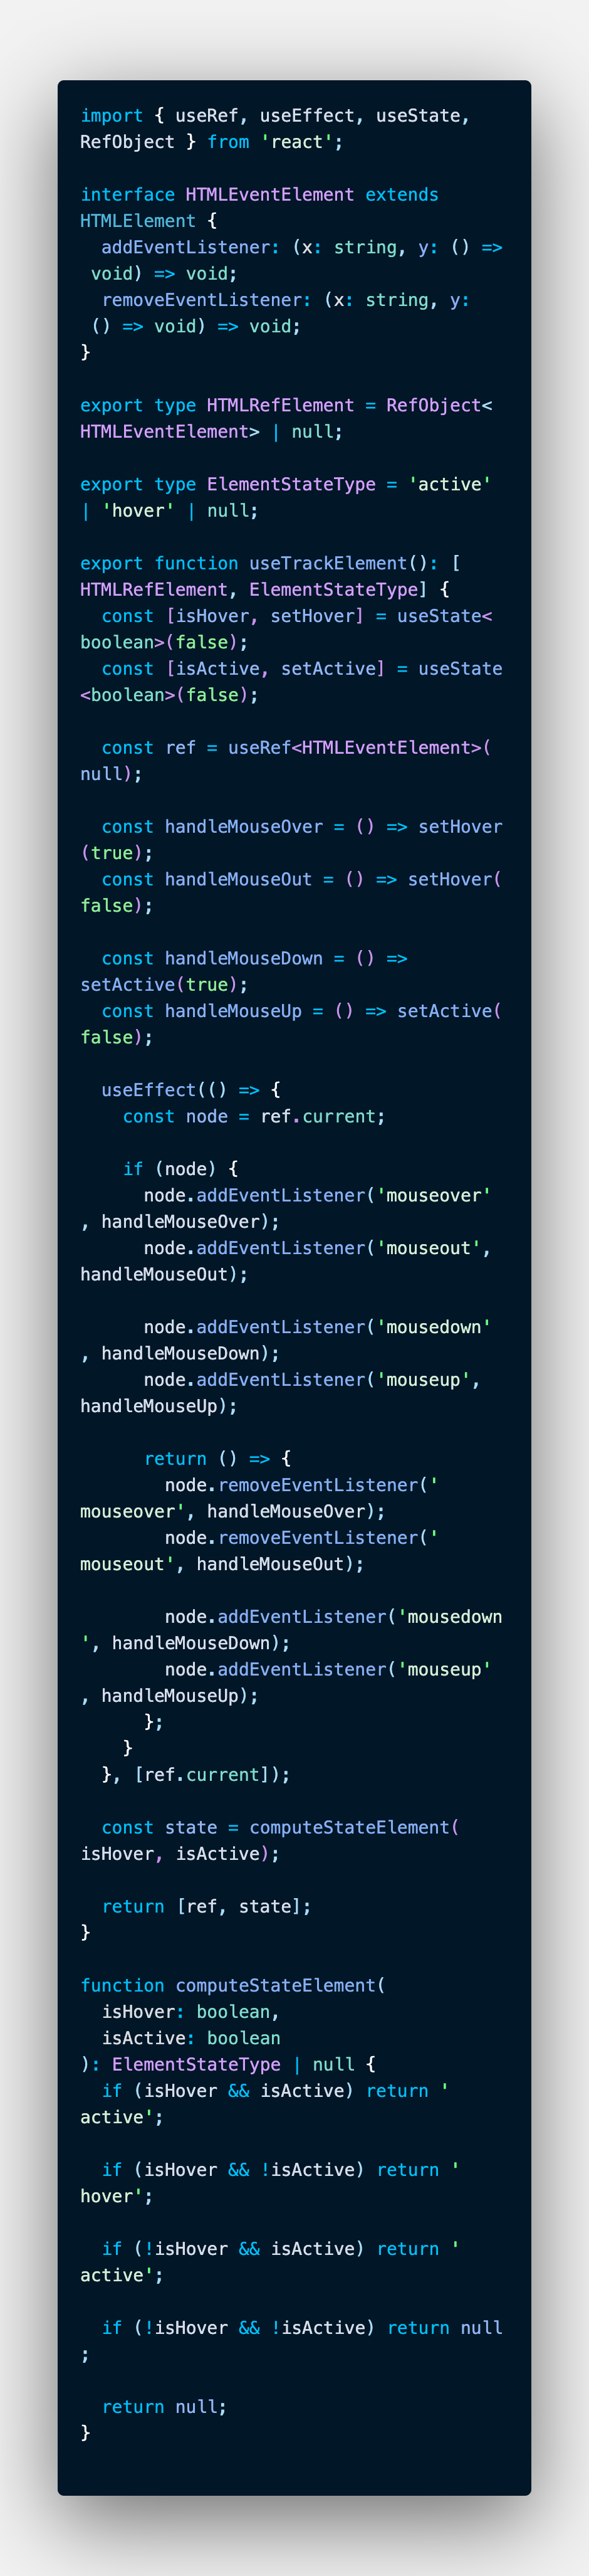 import { useRef, useEffect, useState,
RefObject } from 'react';
interface HTMLEventElement extends
HTMLElement {
  addEventListener: (x: string, y: () =>
 void) => void;
  removeEventListener: (x: string, y:
 () => void) => void;
}
export type HTMLRefElement = RefObject<
HTMLEventElement> | null;
export type ElementStateType = 'active'
| 'hover' | null;
export function useTrackElement(): [
HTMLRefElement, ElementStateType] {
  const [isHover, setHover] = useState<
boolean>(false);
  const [isActive, setActive] = useState
<boolean>(false);
  const ref = useRef<HTMLEventElement>(
null);
  const handleMouseOver = () => setHover
(true);
  const handleMouseOut = () => setHover(
false);
  const handleMouseDown = () =>
setActive(true);
  const handleMouseUp = () => setActive(
false);
  useEffect(() => {
    const node = ref.current;
    if (node) {
      node.addEventListener('mouseover'
, handleMouseOver);
      node.addEventListener('mouseout',
handleMouseOut);
      node.addEventListener('mousedown'
, handleMouseDown);
      node.addEventListener('mouseup',
handleMouseUp);
      return () => {
        node.removeEventListener('
mouseover', handleMouseOver);
        node.removeEventListener('
mouseout', handleMouseOut);
        node.addEventListener('mousedown
', handleMouseDown);
        node.addEventListener('mouseup'
, handleMouseUp);
      };
    }
  }, [ref.current]);
  const state = computeStateElement(
isHover, isActive);
  return [ref, state];
}
function computeStateElement(
  isHover: boolean,
  isActive: boolean
): ElementStateType | null {
  if (isHover && isActive) return '
active';
  if (isHover && !isActive) return '
hover';
  if (!isHover && isActive) return '
active';
  if (!isHover && !isActive) return null
;
  return null;
}